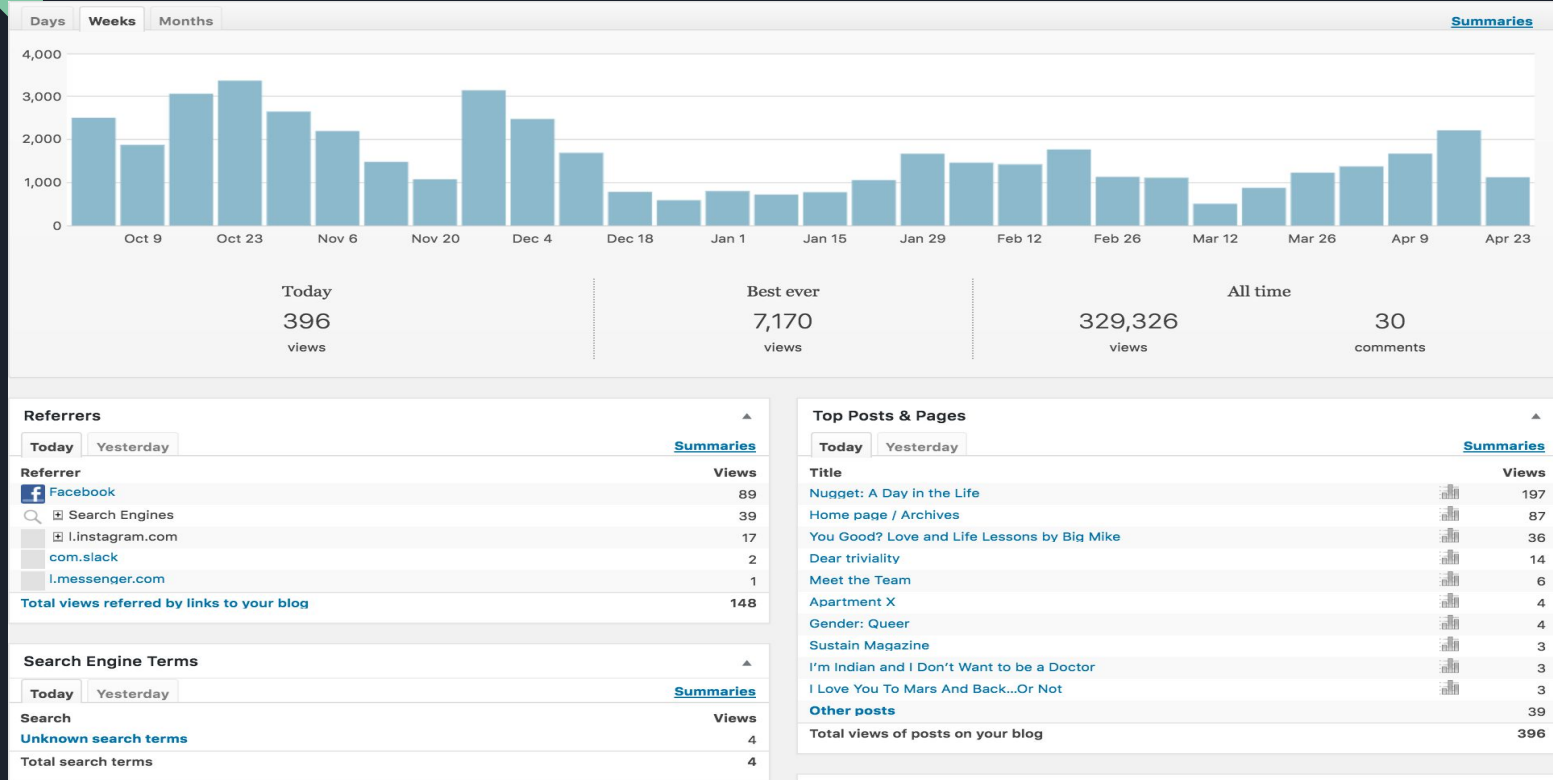 Days Weeks Months Summaries
4,000
3,000
2,000
1,000
0
Oct 9 Oct 23 Nov 6 Nov 20 Dec 4 Dec 18 Jan 1 Jan 15 Jan 29 Feb 12 Feb 26 Mar 12 Mar 26 Apr 9 Apr 23
Today Best ever All time
396 7,170 329,326 30
views views views comments
Referrers
Today Yesterday Summaries
Referrer Views
Facebook 89
Search Engines 39
l.instagram.com 17
com.slack 2
l.messenger.com 1
Total views referred by links to your blog 148
Search Engine Terms
Today Yesterday Summaries
Search Views
Unknown search terms 4
Total search terms 4
Top Posts & Pages
Today Yesterday Summaries
Title Views
Nugget: A Day in the Life 197
Home page / Archives 87
You Good? Love and Life Lessons by Big Mike 36
Dear triviality 14
Meet the Team 6
Apartment X 4
Gender: Queer 4
Sustain Magazine 3
I'm Indian and I Don't Want to be a Doctor 3
I Love You To Mars And Back...Or Not 3
Other posts 39
Total views of posts on your blog 396